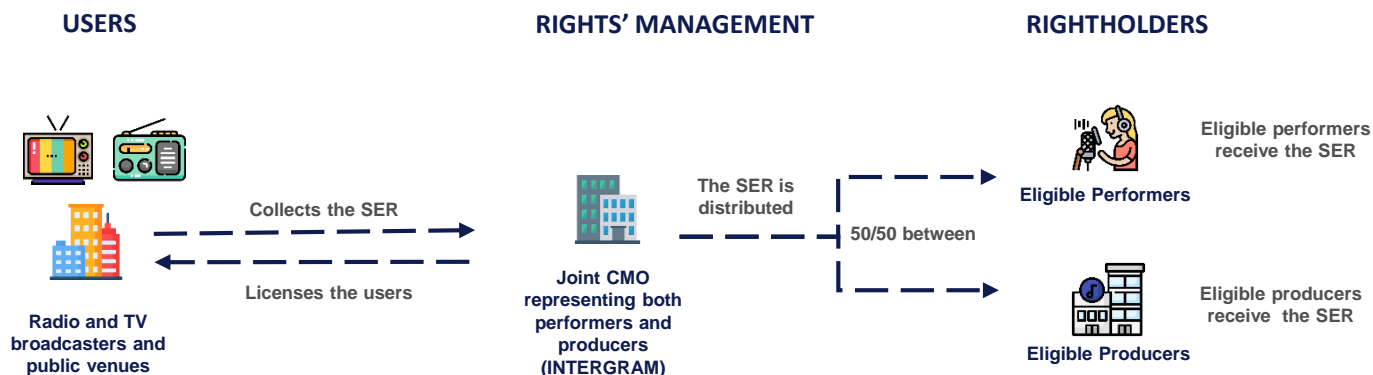 USERS
RIGHTS’ MANAGEMENT
RIGHTHOLDERS
Collects the SER
Licenses the users
Radio and TV
broadcasters and
public venues
Joint CMO
representing both
performers and
producers
(INTERGRAM)
The SER is
distributed
50/50 between
Eligible Performers
Eligible performers
receive the SER
Eligible Producers
Eligible producers
receive the SER